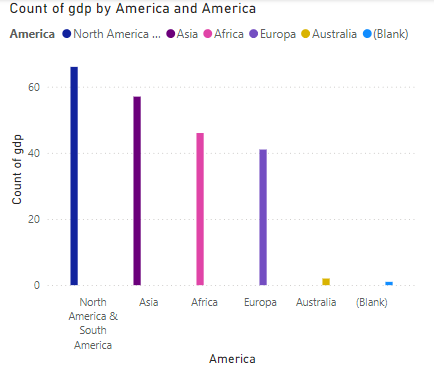 Count of gdp by America and America
America North America ... Asia Africa Europa Australia (Blank)
Count of gdp
60
40
20
0
North America & South America
Asia
Africa
Europa
Australia
(Blank)
America